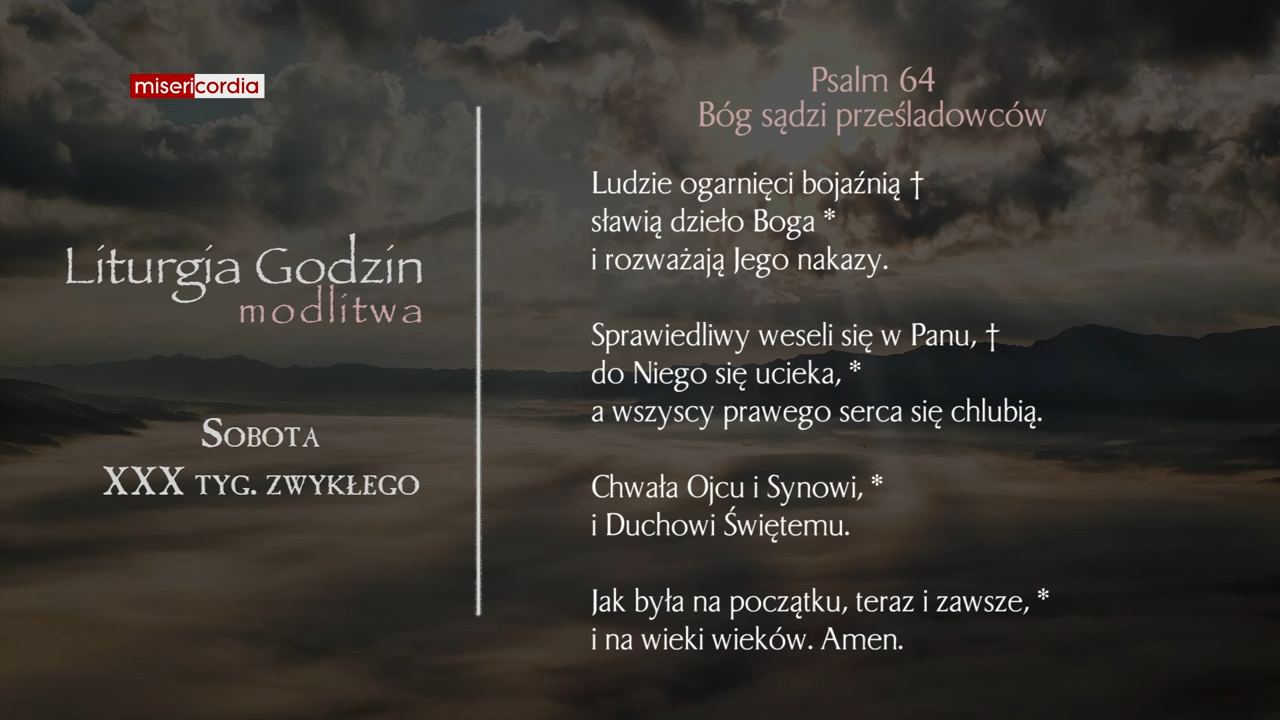 misericordia
Liturgia Godzin
modlitwa
Sobota
XXX tyg. zwykłego
Psalm 64
Bóg sądzi prześladowców
Ludzie ogarnięci bojaźnią †
sławią dzieło Boga *
i rozważają Jego nakazy.
Sprawiedliwy weseli się w Panu, †
do Niego się ucieka, *
a wszyscy prawego serca się chlubią.
Chwała Ojcu i Synowi, *
i Duchowi Świętemu.
Jak była na początku, teraz i zawsze, *
i na wieki wieków. Amen.